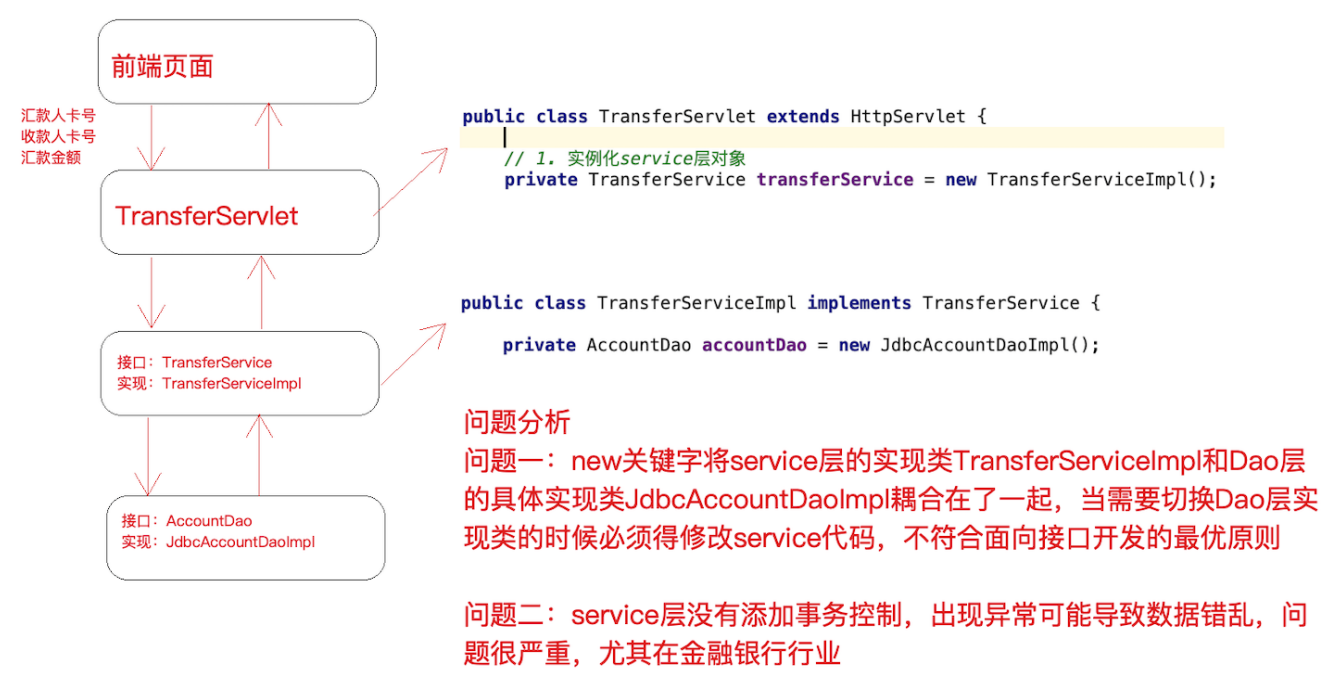 前端页面
汇款人卡号
收款人卡号
汇款金额
TransferServlet
接口：TransferService
实现：TransferServiceImpl
接口：AccountDao
实现：JdbcAccountDaoImpl
public class TransferServlet extends HttpServlet {
// 1. 实例化service层对象
private TransferService transferService = new TransferServiceImpl();
public class TransferServiceImpl implements TransferService {
private AccountDao accountDao = new JdbcAccountDaoImpl();
问题分析
问题一：new关键字将service层的实现类TransferServiceImpl和Dao层
的具体实现类JdbcAccountDaoImpl耦合在了一起，当需要切换Dao层实
现类的时候必须得修改service代码，不符合面向接口开发的最优原则
问题二：service层没有添加事务控制，出现异常可能导致数据错乱，问
题很严重，尤其在金融银行行业